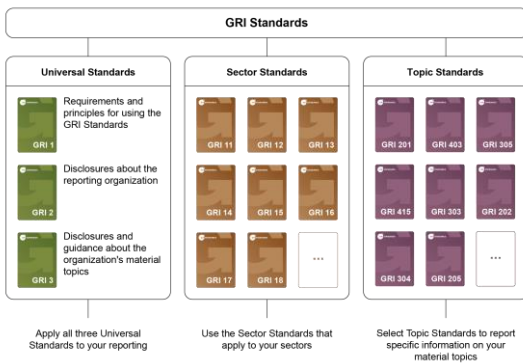 GRI Standards
Universal Standards
GRI 1
Requirements and
principles for using the
GRI Standards
GRI 2
Disclosures about the
reporting organization
GRI 3
Disclosures and
guidance about the
organization's material
topics
Apply all three Universal
Standards to your reporting
Sector Standards
GRI 11 GRI 12 GRI 13
GRI 14 GRI 15 GRI 16
GRI 17 GRI 18 ...
Use the Sector Standards that
apply to your sectors
Topic Standards
GRI 201 GRI 403 GRI 305
GRI 415 GRI 303 GRI 202
GRI 304 GRI 205 ...
Select Topic Standards to report
specific information on your
material topics